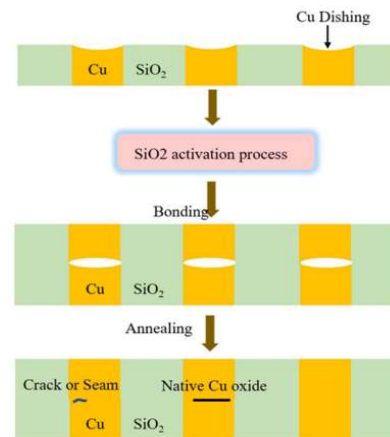 Cu Dishing
Cu SiO₂
SiO2 activation process
Bonding
Cu SiO₂
Annealing
Crack or Seam Native Cu oxide
Cu SiO₂